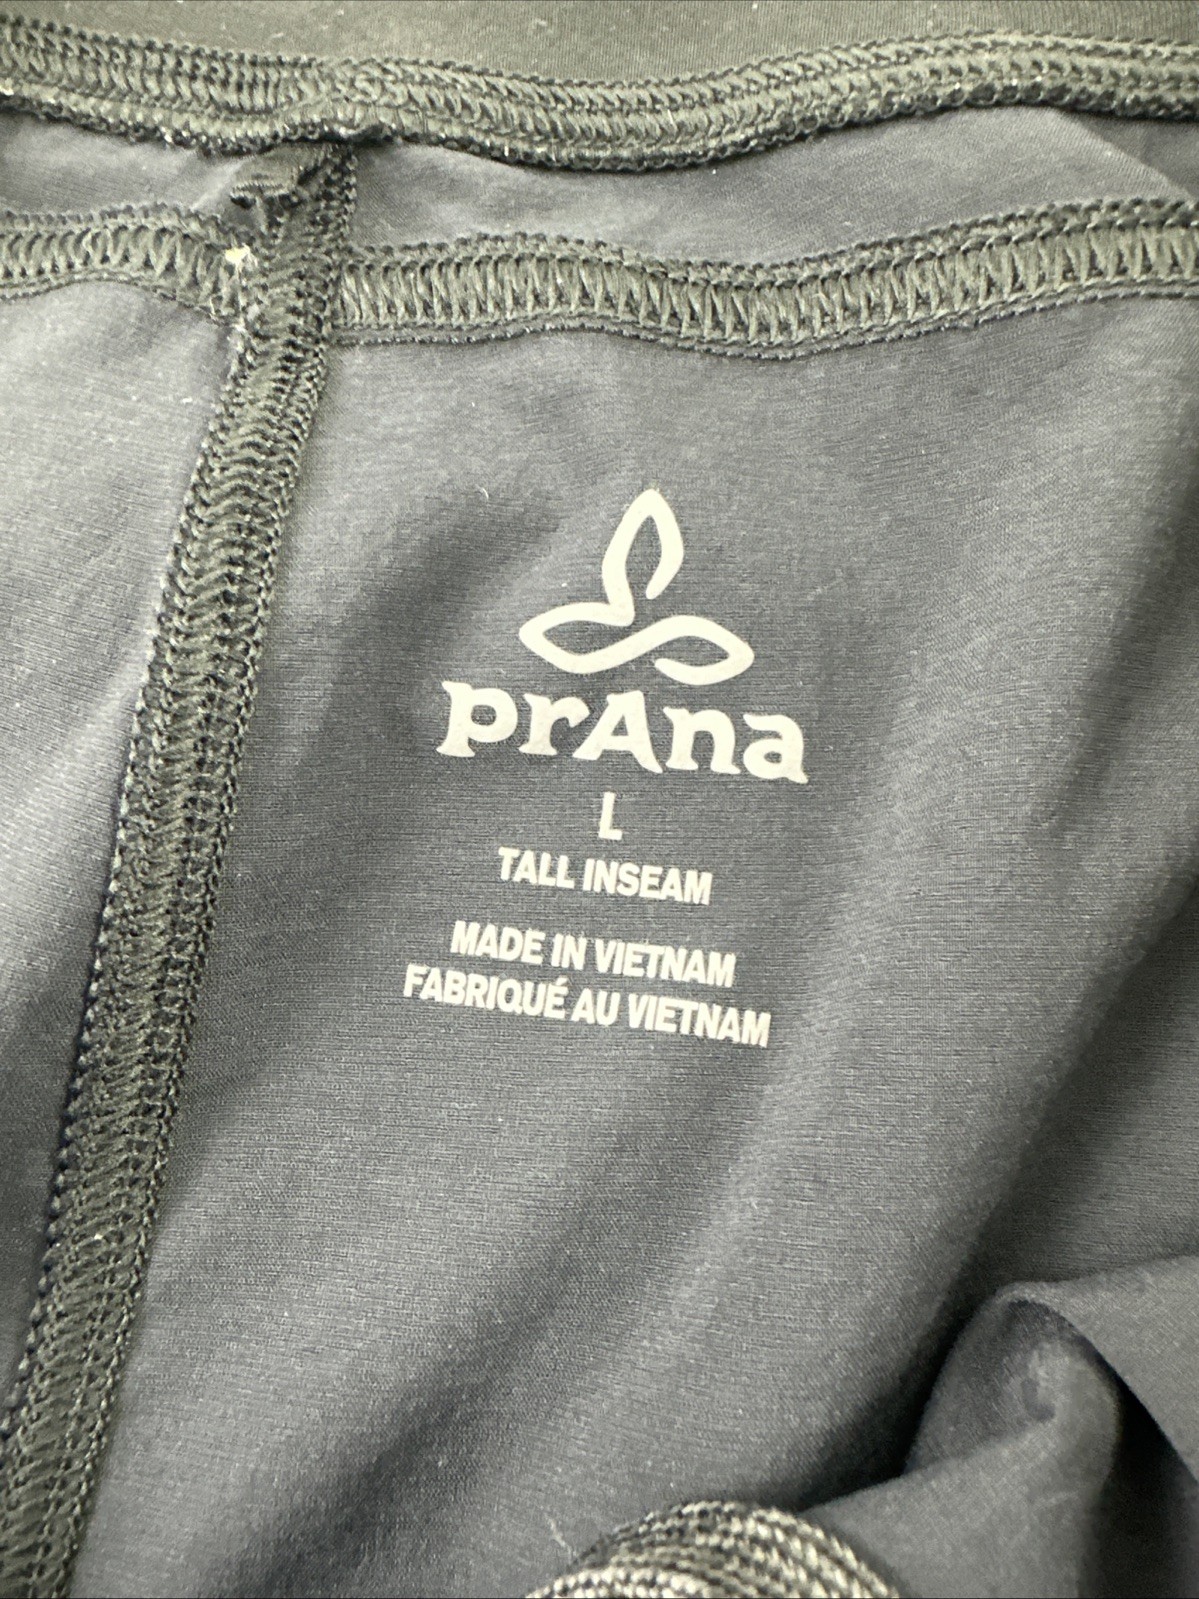 prAna
L
TALL INSEAM
MADE IN VIETNAM
FABRIQUÉ AU VIETNAM